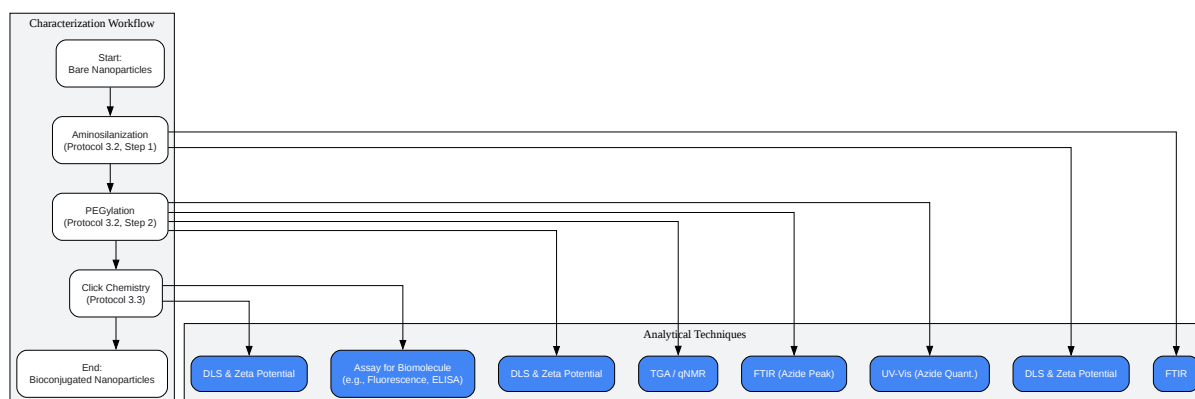 Characterization Workflow
Start:
Bare Nanoparticles
Aminosilanization
(Protocol 3.2, Step 1)
PEGylation
(Protocol 3.2, Step 2)
Click Chemistry
(Protocol 3.3)
End:
Bioconjugated Nanoparticles
Analytical Techniques
DLS & Zeta Potential
Assay for Biomolecule
(e.g., Fluorescence, ELISA)
DLS & Zeta Potential
TGA / qNMR
FTIR (Azide Peak)
UV-Vis (Azide Quant.)
DLS & Zeta Potential
FTIR